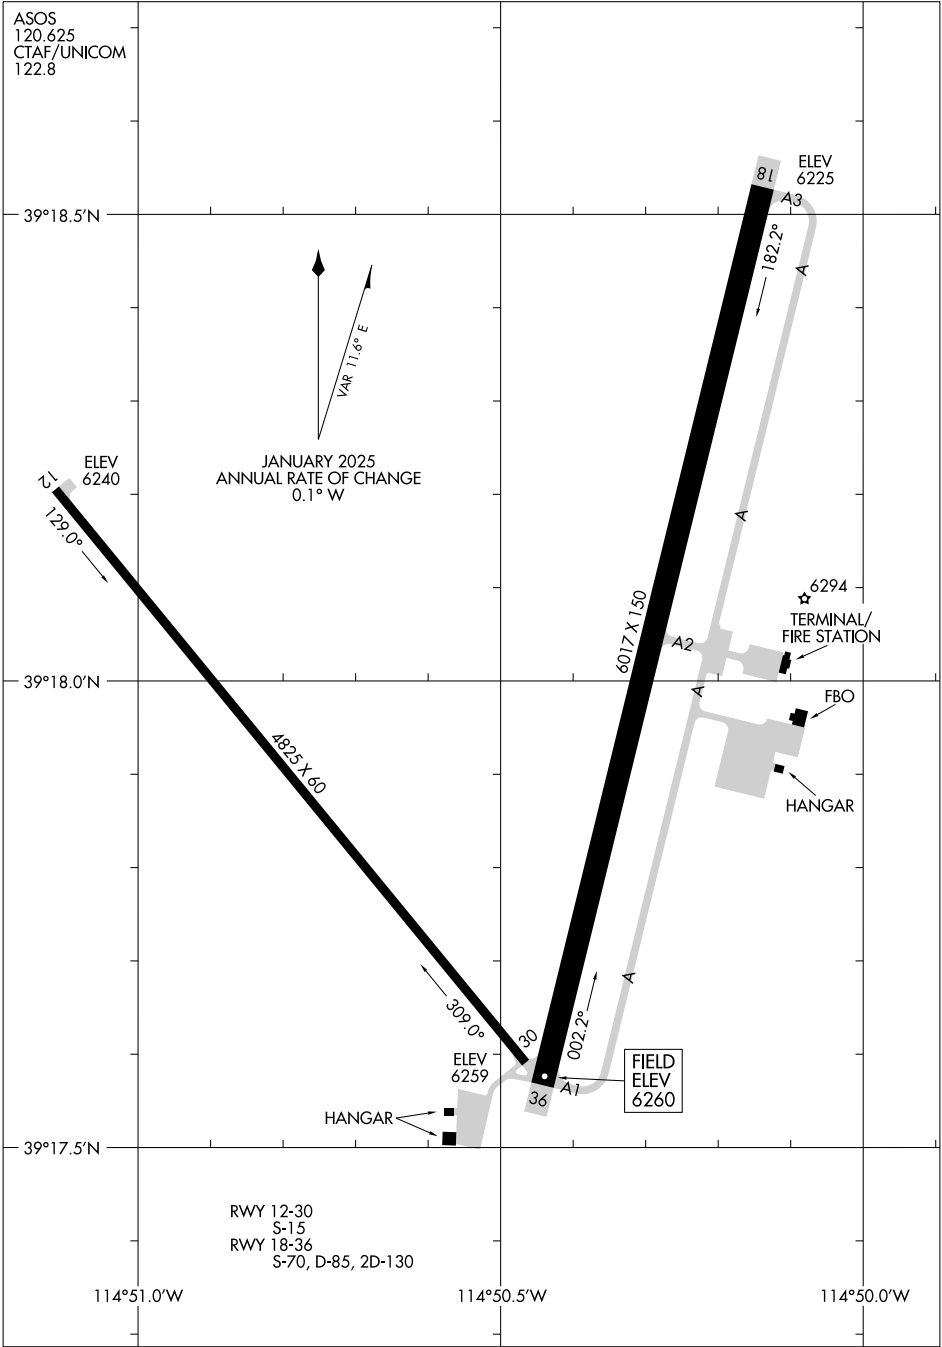 ASOS
120.625
CTAF/UNICOM
122.8
ELEV
6225
18
A3
39°18.5'N
182.2°
A
VAR 11.6° E
JANUARY 2025
ANNUAL RATE OF CHANGE
0.1° W
ELEV
6240
12
129.0°
A
6294
6017 X 150
TERMINAL/
FIRE STATION
A2
39°18.0'N
A
FBO
4825 X 60
HANGAR
A
309.0°
002.2°
30
ELEV
6259
FIELD
ELEV
6260
A1
36
HANGAR
39°17.5'N
RWY 12-30
S-15
RWY 18-36
S-70, D-85, 2D-130
114°51.0'W
114°50.5'W
114°50.0'W